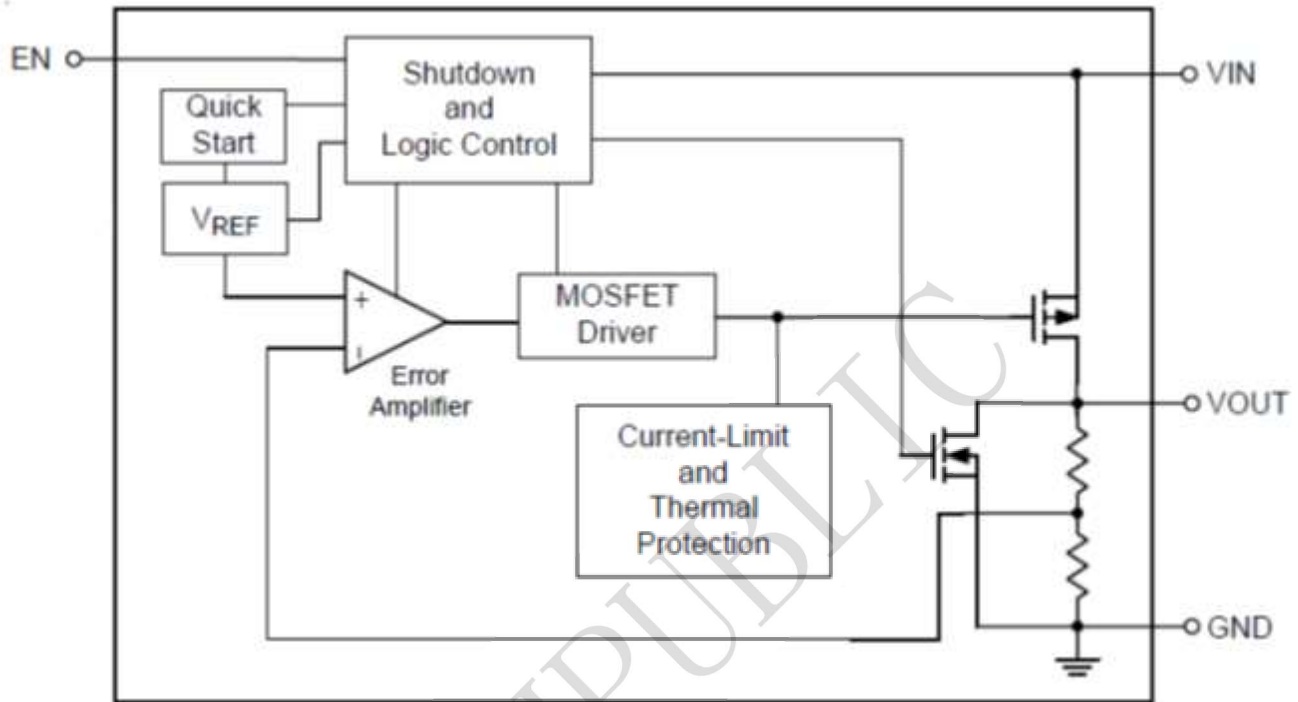 EN
Shutdown
and
Logic Control
VIN
Quick
Start
VREF
+
MOSFET
Driver
Error
Amplifier
VOUT
Current-Limit
and
Thermal
Protection
GND